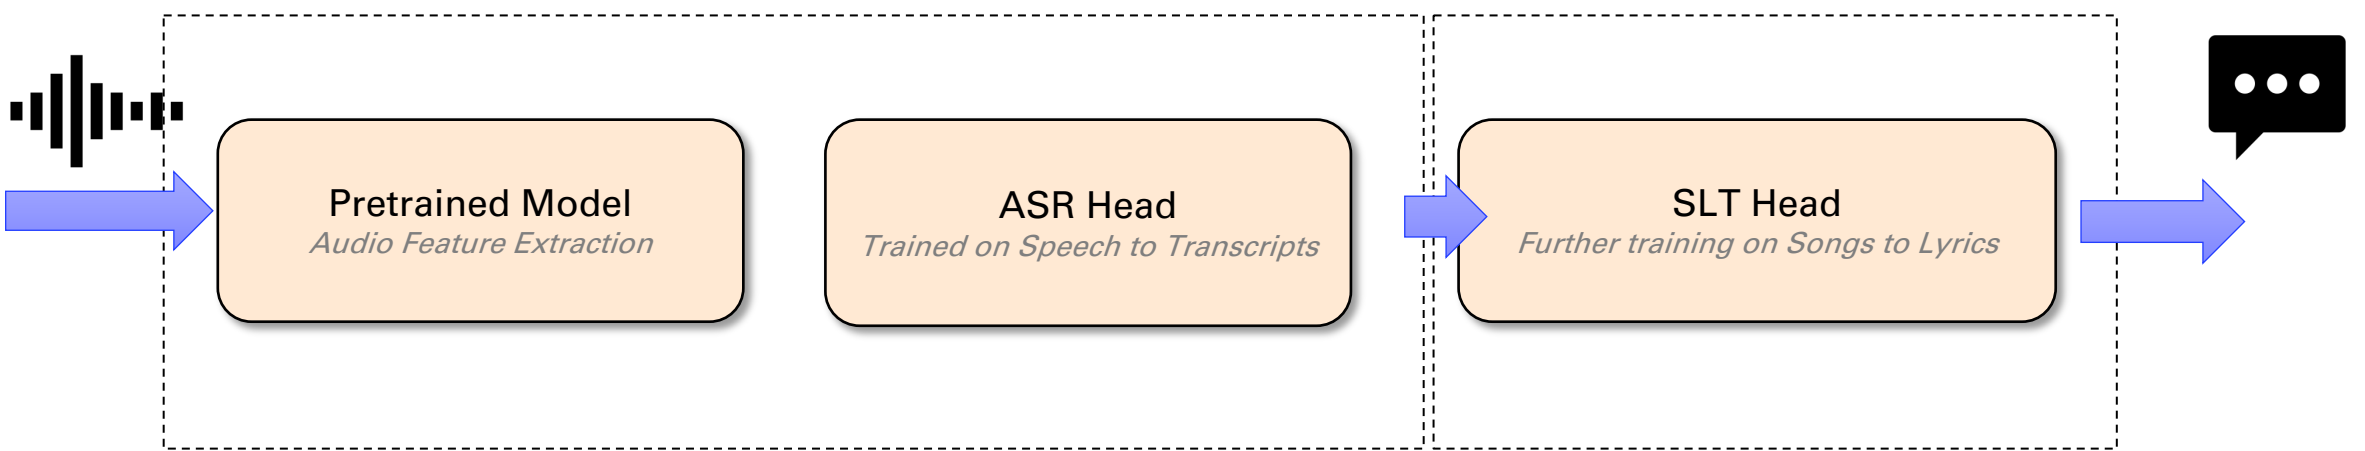 Pretrained Model
Audio Feature Extraction
ASR Head
Trained on Speech to Transcripts
SLT Head
Further training on Songs to Lyrics